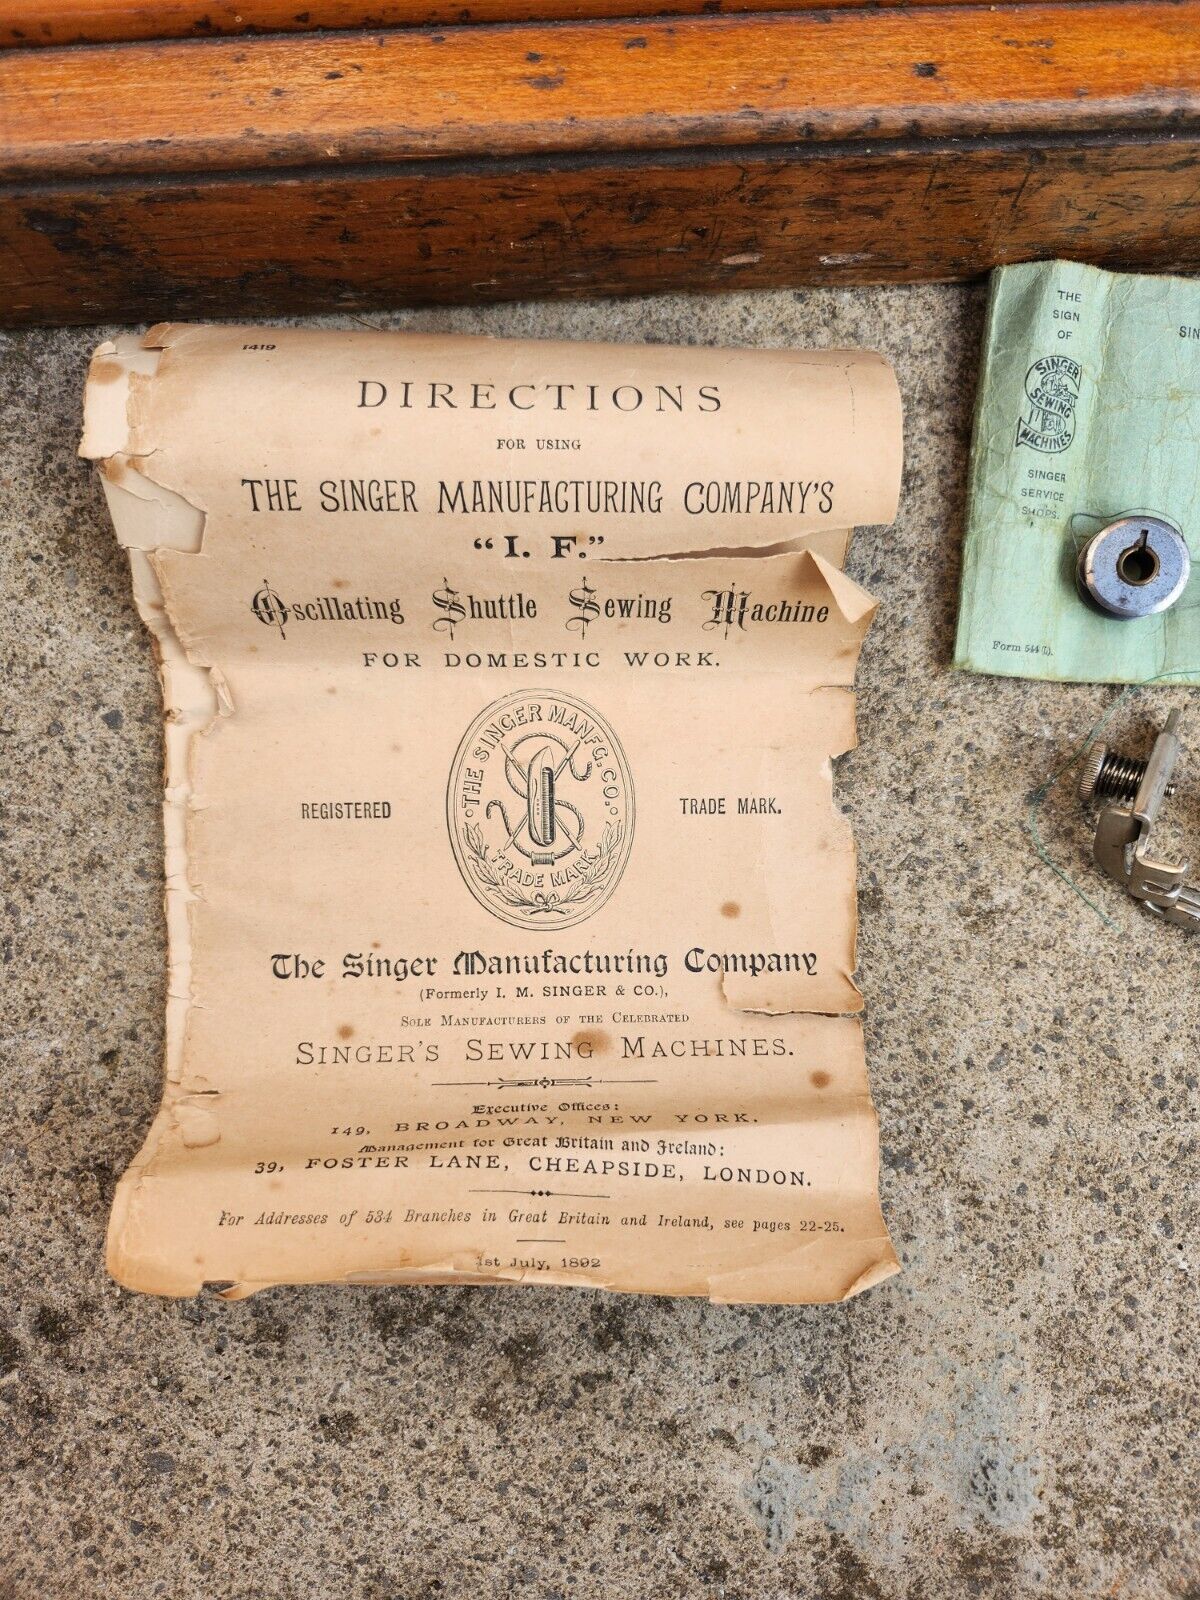 1419
DIRECTIONS
FOR USING
THE SINGER MANUFACTURING COMPANY'S
"I. F."
Oscillating Shuttle Sewing Machine
FOR DOMESTIC WORK.
REGISTERED
THE SINGER MANFG. CO.
TRADE MARK
TRADE MARK.
The Singer Manufacturing Company
(Formerly I. M. SINGER & CO.),
SOLE MANUFACTURERS OF THE CELEBRATED
SINGER'S SEWING MACHINES.
Executive Offices:
149, BROADWAY, NEW YORK.
Management for Great Britain and Ireland:
39, FOSTER LANE, CHEAPSIDE, LONDON.
For Addresses of 534 Branches in Great Britain and Ireland, see pages 22-25.
1st July, 1892
THE
SIGN
OF
SINGER
SEWING
MACHINES
SINGER
SERVICE
SHOPS.
SIN
Form 544 (L).